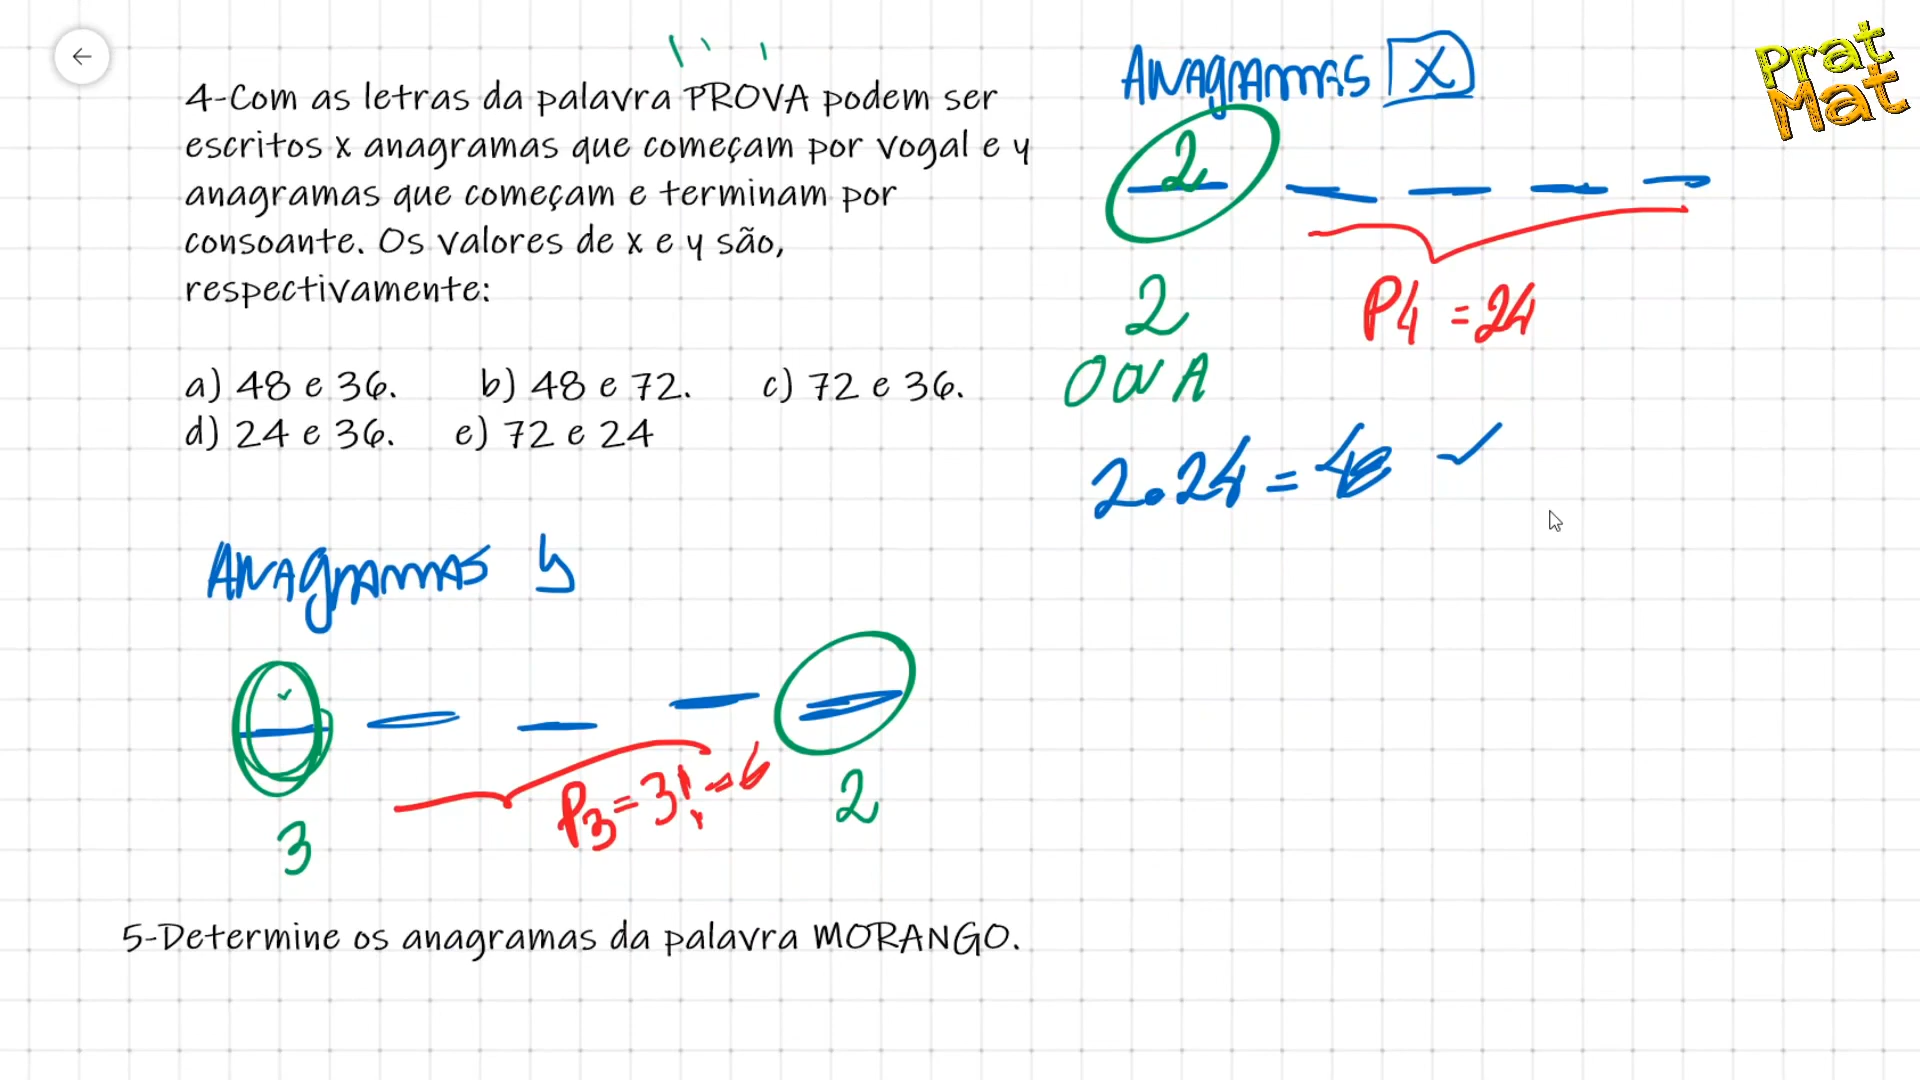 4-Com as letras da palavra PROVA podem ser
escritos x anagramas que começam por vogal e y
anagramas que começam e terminam por
consoante. Os valores de x e y são,
respectivamente:
a) 48 e 36. b) 48 e 72. c) 72 e 36.
d) 24 e 36. e) 72 e 24
ANAgRAMAS X
Prat
Mat
2
2
P4 = 24
O OU A
2.24 = 48
ANAgRAMAS y
P3 = 3! = 6
3
2
5-Determine os anagramas da palavra MORANGO.